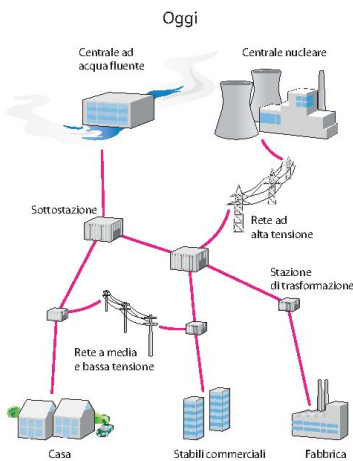 Oggi
Centrale ad
acqua fluente
Centrale nucleare
Sottostazione
Rete ad
alta tensione
Stazione
di trasformazione
Rete a media
e bassa tensione
Casa
Stabili commerciali
Fabbrica